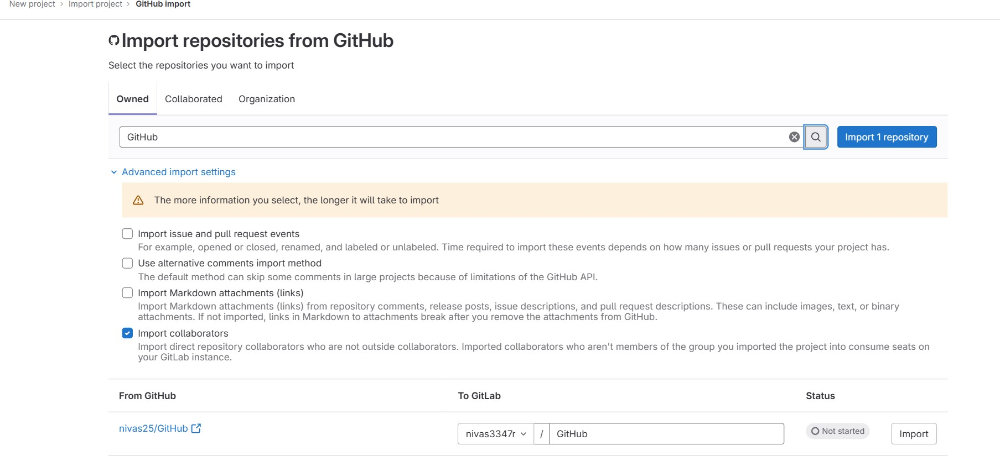 New project › Import project › GitHub import
Import repositories from GitHub
Select the repositories you want to import
Owned Collaborated Organization
GitHub Import 1 repository
Advanced import settings
The more information you select, the longer it will take to import
Import issue and pull request events
For example, opened or closed, renamed, and labeled or unlabeled. Time required to import these events depends on how many issues or pull requests your project has.
Use alternative comments import method
The default method can skip some comments in large projects because of limitations of the GitHub API.
Import Markdown attachments (links)
Import Markdown attachments (links) from repository comments, release posts, issue descriptions, and pull request descriptions. These can include images, text, or binary
attachments. If not imported, links in Markdown to attachments break after you remove the attachments from GitHub.
Import collaborators
Import direct repository collaborators who are not outside collaborators. Imported collaborators who aren't members of the group you imported the project into consume seats on
your GitLab instance.
From GitHub To GitLab Status
nivas25/GitHub nivas3347r / GitHub Not started Import